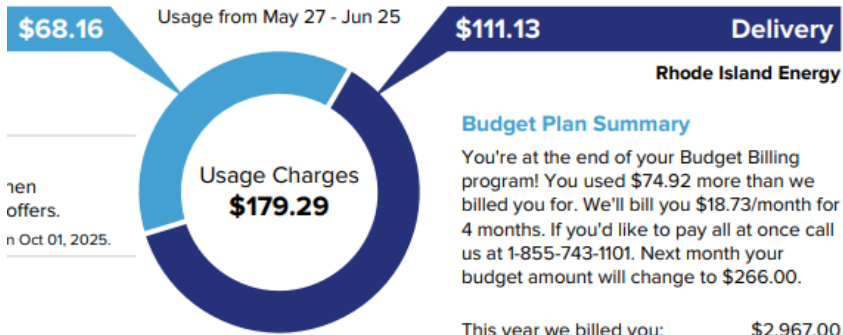 $68.16
Usage from May 27 - Jun 25
$111.13 Delivery
Rhode Island Energy
Usage Charges
$179.29
offers.
n Oct 01, 2025.
Budget Plan Summary
You're at the end of your Budget Billing
program! You used $74.92 more than we
billed you for. We'll bill you $18.73/month for
4 months. If you'd like to pay all at once call
us at 1-855-743-1101. Next month your
budget amount will change to $266.00.
This year we billed you: $2,967.00